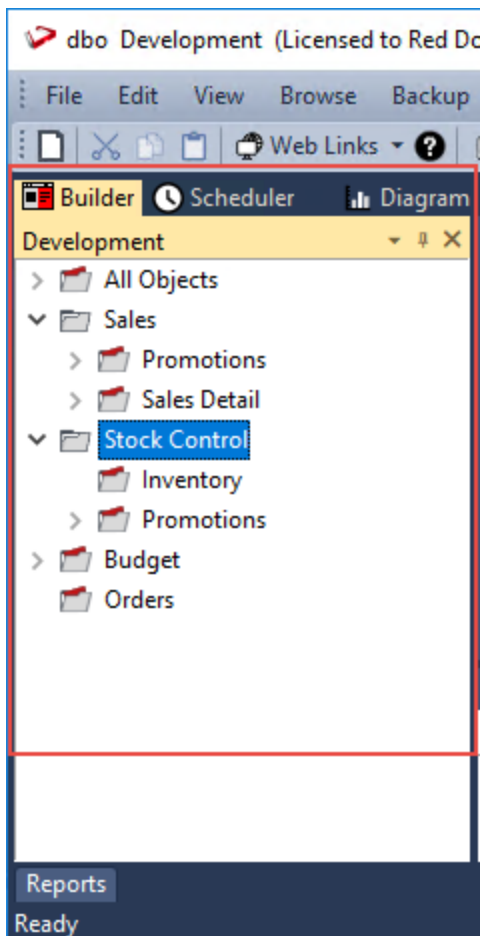 dbo Development (Licensed to Red
File Edit View Browse Backup
Web Links
Builder Scheduler Diagram
Development
All Objects
Sales
Promotions
Sales Detail
Stock Control
Inventory
Promotions
Budget
Orders
Reports
Ready